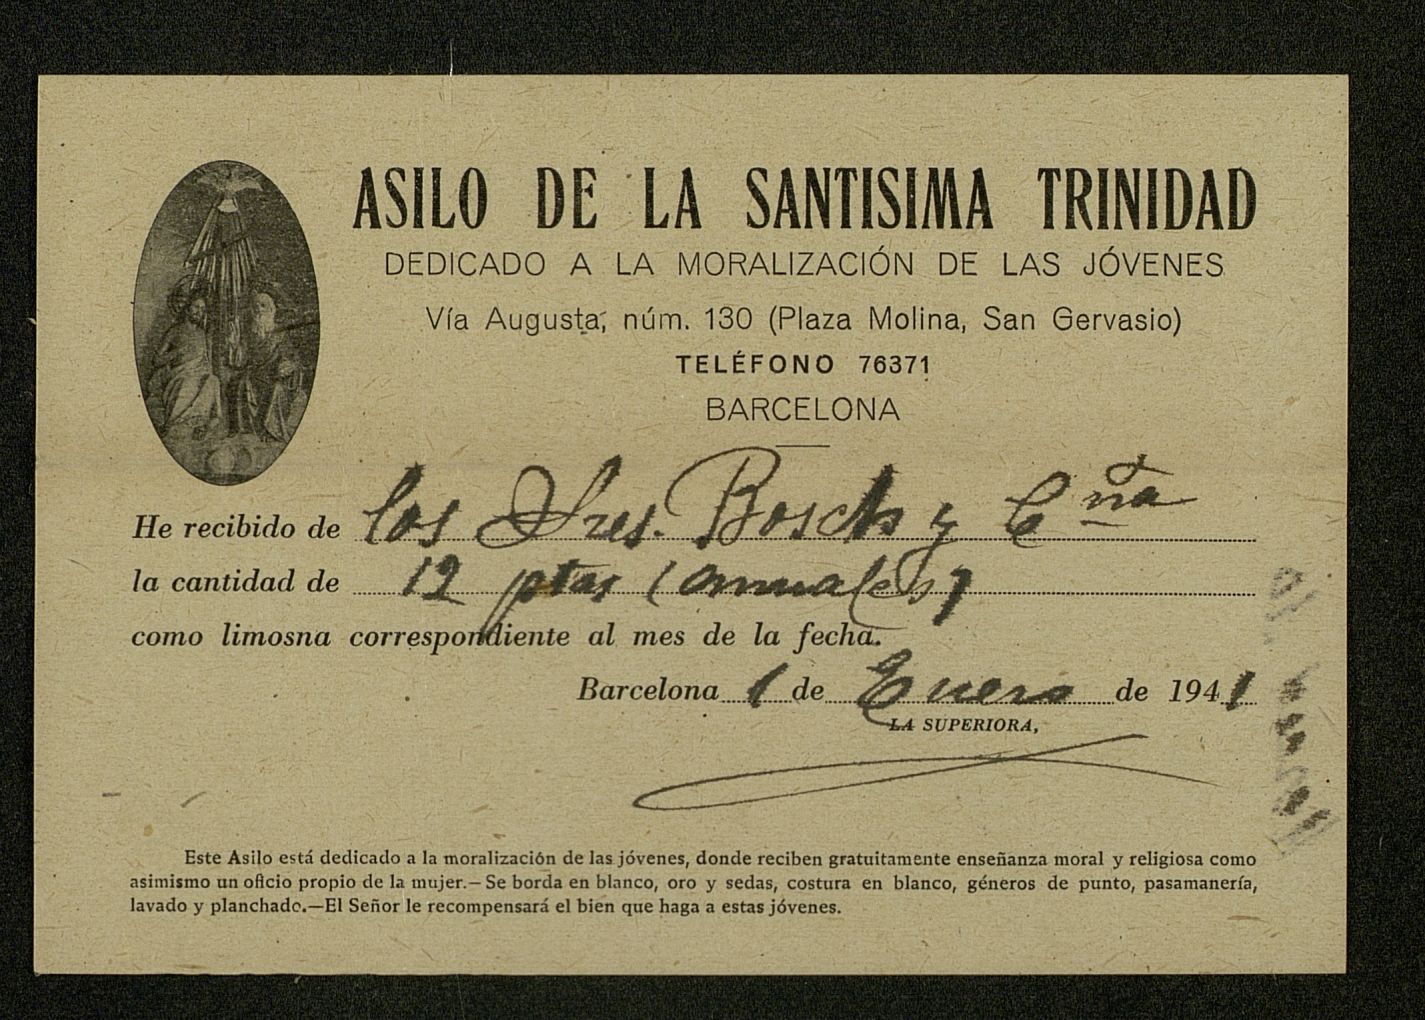 ASILO DE LA SANTISIMA TRINIDAD
DEDICADO A LA MORALIZACIÓN DE LAS JÓVENES
Vía Augusta, núm. 130 (Plaza Molina, San Gervasio)
TELÉFONO 76371
BARCELONA
He recibido de los Sres. Bosch y Cñia
la cantidad de 12 ptas (anuales)
como limosna correspondiente al mes de la fecha.
Barcelona 1 de Enero de 1941
LA SUPERIORA,
Este Asilo está dedicado a la moralización de las jóvenes, donde reciben gratuitamente enseñanza moral y religiosa como
asimismo un oficio propio de la mujer.—Se borda en blanco, oro y sedas, costura en blanco, géneros de punto, pasamanería,
lavado y planchado.—El Señor le recompensará el bien que haga a estas jóvenes.